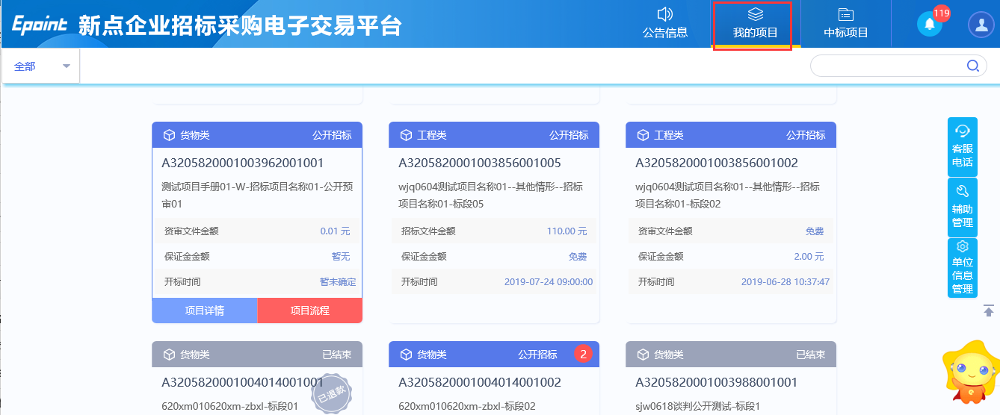 Epoint 新点企业招标采购电子交易平台
公告信息
我的项目
中标项目
119
全部
货物类 公开招标
A3205820001003962001001
测试项目手册01-W-招标项目名称01-公开预
审01
资审文件金额 0.01 元
保证金金额 暂无
开标时间 暂未确定
项目详情 项目流程
工程类 公开招标
A3205820001003856001005
wjq0604测试项目名称01--其他情形--招标
项目名称01-标段05
招标文件金额 110.00 元
保证金金额 免费
开标时间 2019-07-24 09:00:00
工程类 公开招标
A3205820001003856001002
wjq0604测试项目名称01--其他情形--招标
项目名称01-标段02
资审文件金额 免费
保证金金额 2.00 元
开标时间 2019-06-28 10:37:47
货物类 已结束
A3205820001004014001001
已退款
620xm010620xm-zbxl-标段01
货物类 公开招标 2
A3205820001004014001002
620xm010620xm-zbxl-标段02
货物类 已结束
A3205820001003988001001
sjw0618谈判公开测试-标段1
客服
电话
辅助
管理
单位
信息
管理